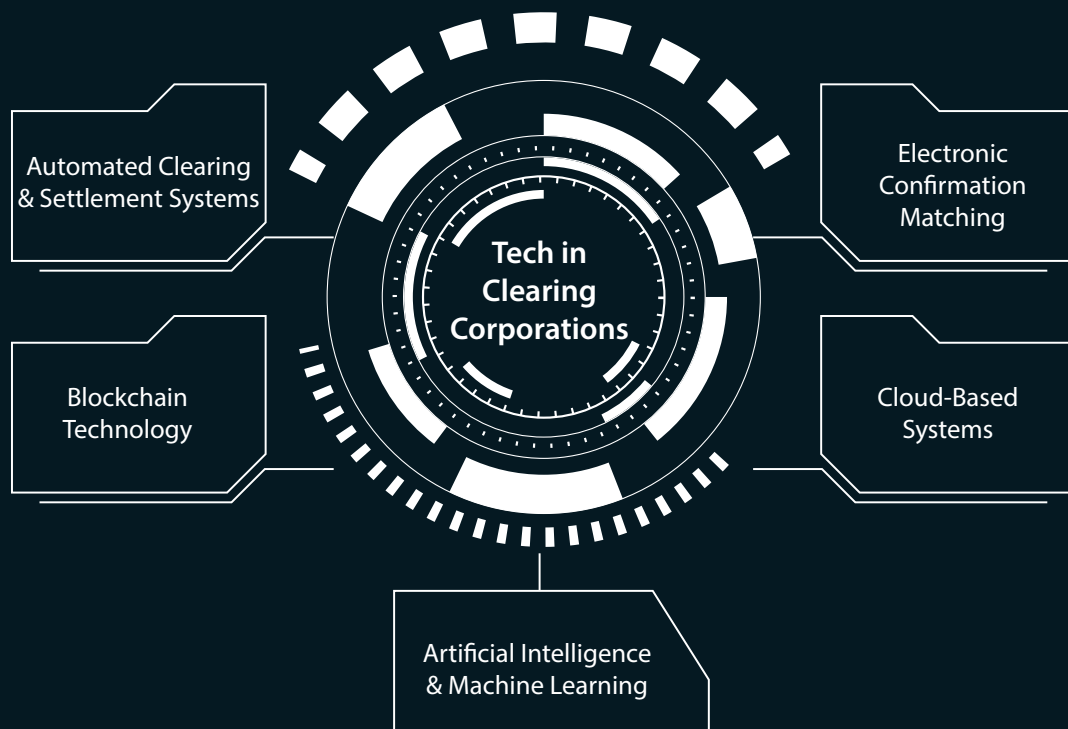 Automated Clearing
& Settlement Systems
Electronic
Confirmation
Matching
Tech in
Clearing
Corporations
Blockchain
Technology
Cloud-Based
Systems
Artificial Intelligence
& Machine Learning